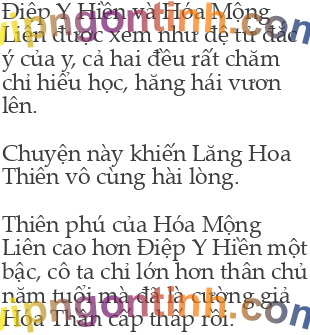 Điệp Y Hiền và Hóa Mộng
Liên được xem như đệ tử đắc
ý của y, cả hai đều rất chăm
chỉ hiểu học, hăng hái vươn
lên.
Chuyện này khiến Lăng Hoa
Thiên vô cùng hài lòng.
Thiên phú của Hóa Mộng
Liên cao hơn Điệp Y Hiền một
bậc, cô ta chỉ lớn hơn thân chủ
năm tuổi mà đã là cường giả
Hoa Thần cấp thấp rồi.